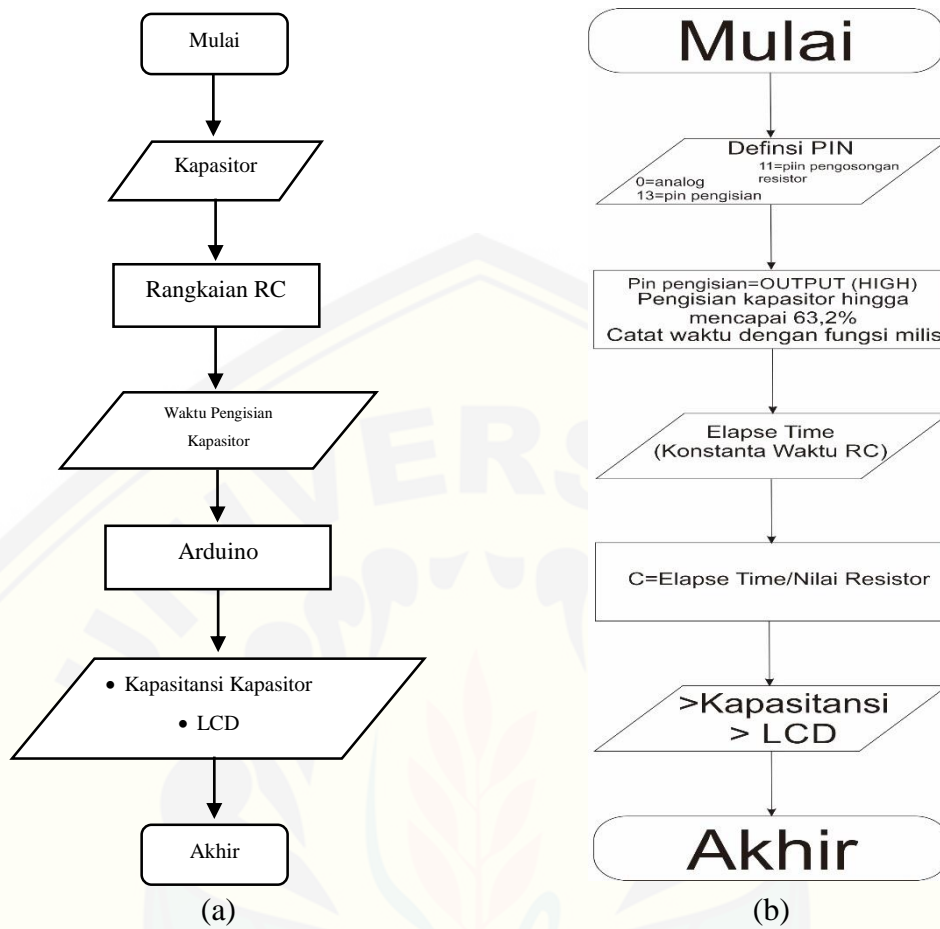 Mulai
Kapasitor
Rangkaian RC
Waktu Pengisian
Kapasitor
Arduino
• Kapasitansi Kapasitor
• LCD
Akhir
(a)
Mulai
Definsi PIN
11=piin pengosongan
resistor
0=analog
13=pin pengisian
Pin pengisian=OUTPUT (HIGH)
Pengisian kapasitor hingga
mencapai 63,2%
Catat waktu dengan fungsi milis
Elapse Time
(Konstanta Waktu RC)
C=Elapse Time/Nilai Resistor
>Kapasitansi
> LCD
Akhir
(b)
UNIVERS